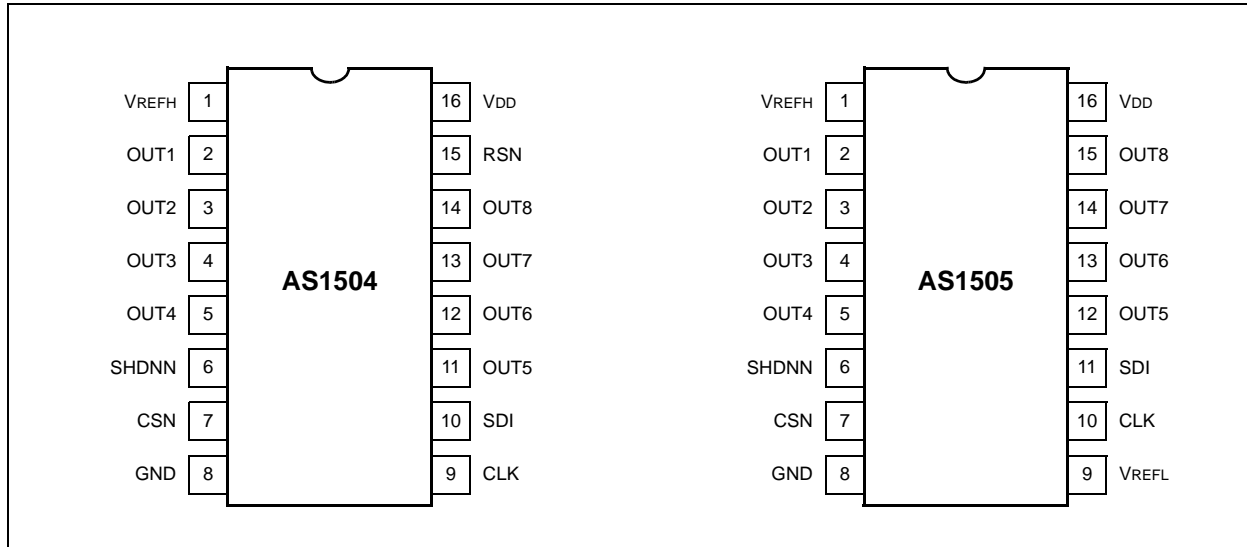 VREFH 1 16 VDD
OUT1 2 15 RSN
OUT2 3 14 OUT8
OUT3 4 13 OUT7
AS1504
OUT4 5 12 OUT6
SHDNN 6 11 OUT5
CSN 7 10 SDI
GND 8 9 CLK
VREFH 1 16 VDD
OUT1 2 15 OUT8
OUT2 3 14 OUT7
OUT3 4 13 OUT6
AS1505
OUT4 5 12 OUT5
SHDNN 6 11 SDI
CSN 7 10 CLK
GND 8 9 VREFL